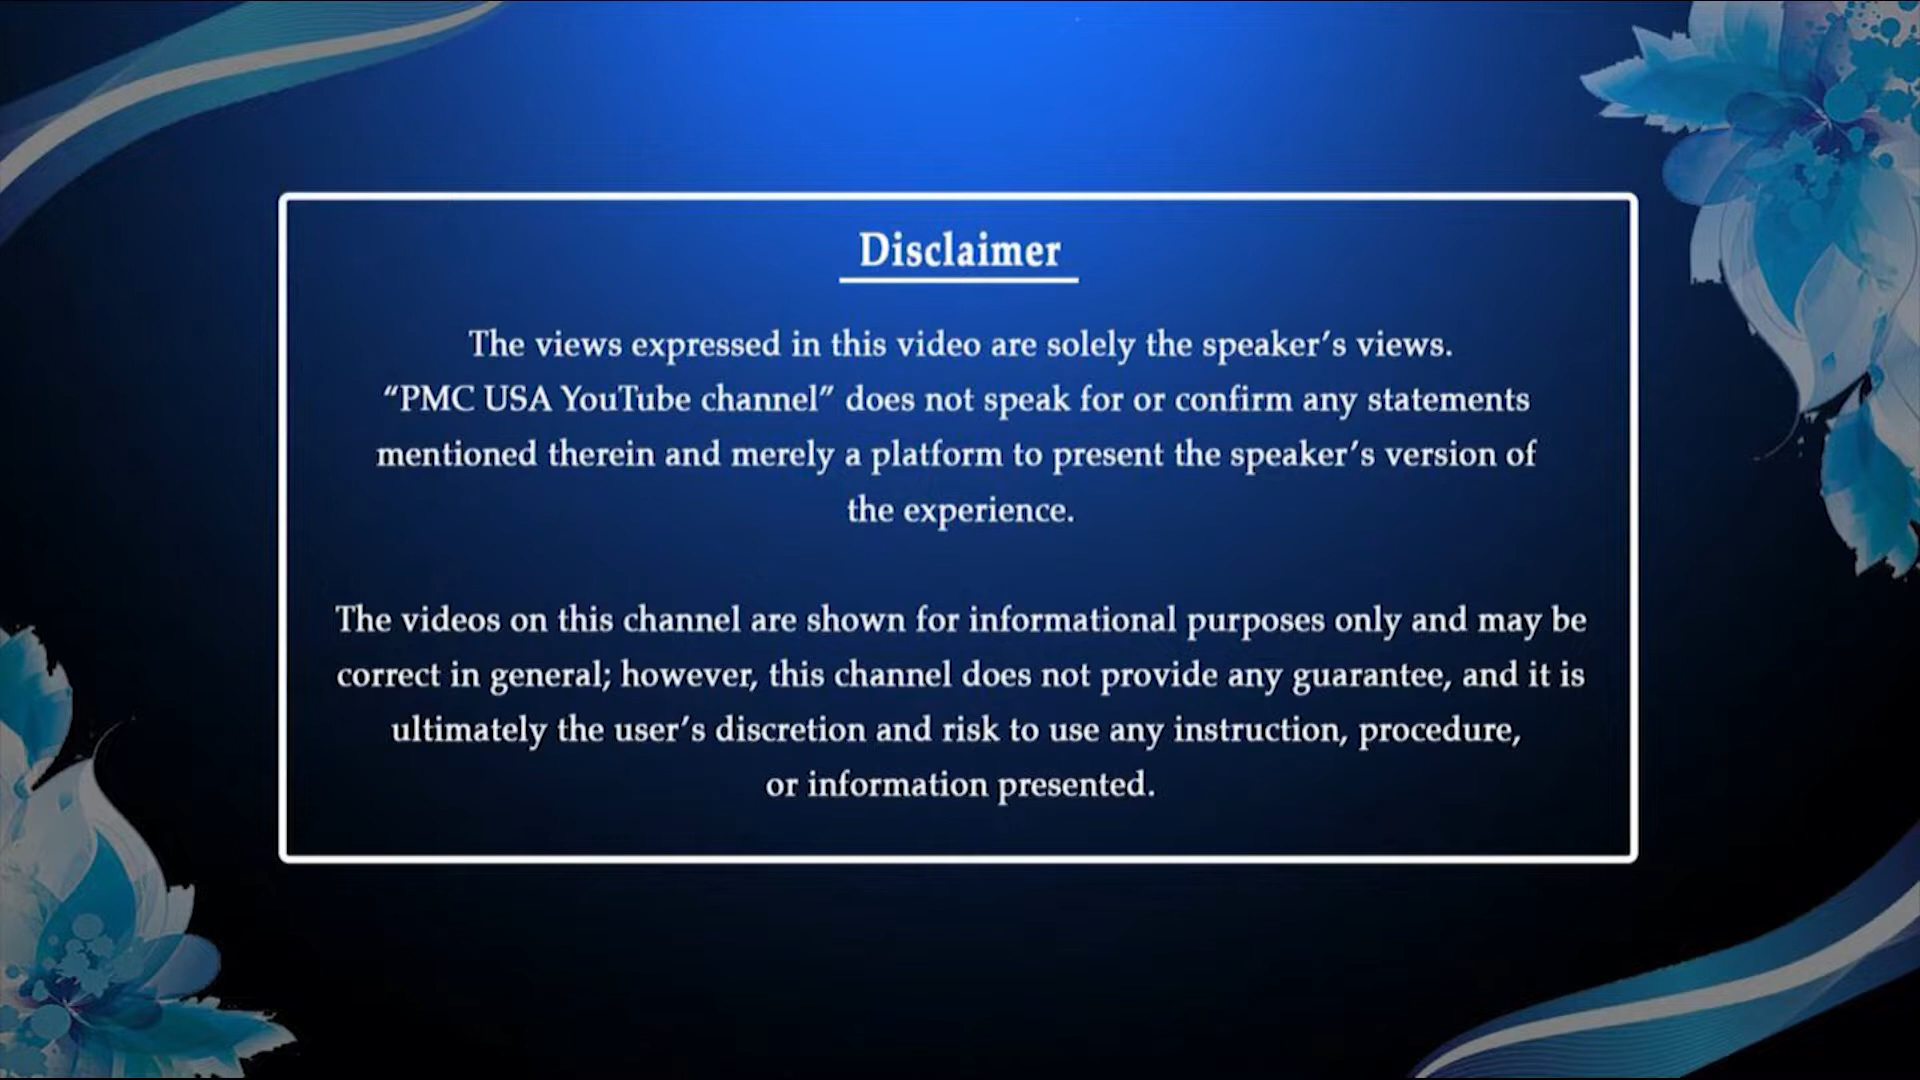 Disclaimer
The views expressed in this video are solely the speaker’s views.
“PMC USA YouTube channel” does not speak for or confirm any statements
mentioned therein and merely a platform to present the speaker’s version of
the experience.
The videos on this channel are shown for informational purposes only and may be
correct in general; however, this channel does not provide any guarantee, and it is
ultimately the user’s discretion and risk to use any instruction, procedure,
or information presented.